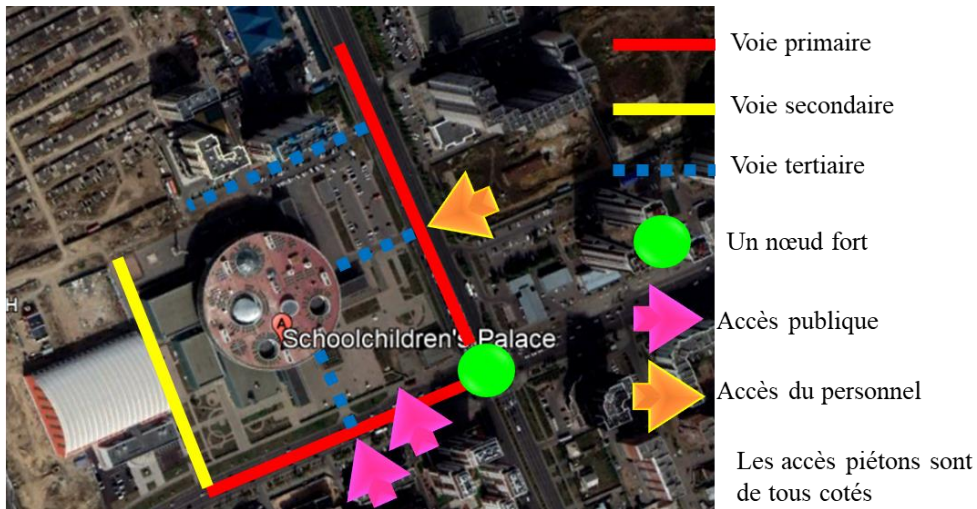 Voie primaire
Voie secondaire
Voie tertiaire
Un nœud fort
H
A
Schoolchildren's Palace
Accès publique
Accès du personnel
Les accès piétons sont
de tous cotés